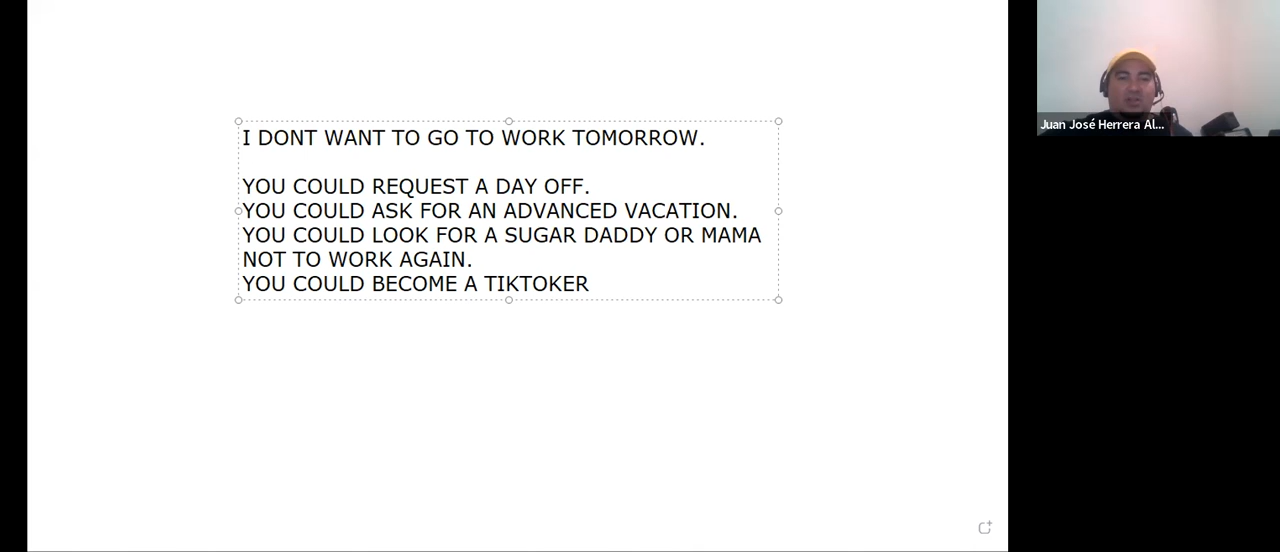 I DONT WANT TO GO TO WORK TOMORROW.
YOU COULD REQUEST A DAY OFF.
YOU COULD ASK FOR AN ADVANCED VACATION.
YOU COULD LOOK FOR A SUGAR DADDY OR MAMA
NOT TO WORK AGAIN.
YOU COULD BECOME A TIKTOKER
Juan José Herrera Al...